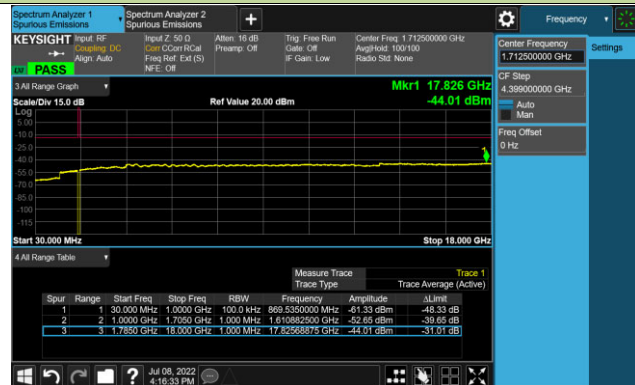 Spectrum Analyzer 1
Spurious Emissions
Spectrum Analyzer 2
Spurious Emissions
Frequency
KEYSIGHT
Input: RF
Coupling: DC
Align: Auto
Input Z: 50 Ω
Corr CCorr RCal
Freq Ref: Ext (S)
NFE: Off
Atten: 16 dB
Preamp: Off
Trig: Free Run
Gate: Off
IF Gain: Low
Center Freq: 1.712500000 GHz
Avg|Hold: 100/100
Radio Std: None
PASS
Center Frequency
1.712500000 GHz
Settings
CF Step
4.399000000 GHz
Auto
Man
Freq Offset
0 Hz
3 All Range Graph
Mkr1 17.826 GHz
Scale/Div 15.0 dB
Ref Value 20.00 dBm
-44.01 dBm
Log
5.00
-10.0
-25.0
-40.0
-55.0
-70.0
-85.0
-100
-115
1
Start 30.000 MHz
Stop 18.000 GHz
4 All Range Table
Measure Trace Trace 1
Trace Type Trace Average (Active)
Spur Range Start Freq Stop Freq RBW Frequency Amplitude ΔLimit
1 1 30.000 MHz 1.0000 GHz 100.0 kHz 869.5350000 MHz -61.33 dBm -48.33 dB
2 2 1.0000 GHz 1.7050 GHz 1.000 MHz 1.610882500 GHz -52.65 dBm -39.65 dB
3 3 1.7850 GHz 18.000 GHz 1.000 MHz 17.82568875 GHz -44.01 dBm -31.01 dB
Jul 08, 2022
4:16:33 PM